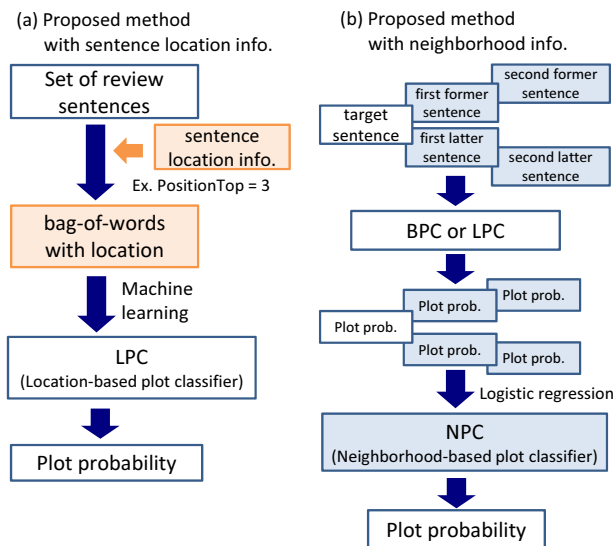 (a) Proposed method
with sentence location info.
Set of review
sentences
sentence
location info.
Ex. PositionTop = 3
bag-of-words
with location
Machine
learning
LPC
(Location-based plot classifier)
Plot probability
(b) Proposed method
with neighborhood info.
second former
sentence
first former
sentence
target
sentence
first latter
sentence
second latter
sentence
BPC or LPC
Plot prob.
Plot prob.
Plot prob.
Plot prob.
Plot prob.
Logistic regression
NPC
(Neighborhood-based plot classifier)
Plot probability